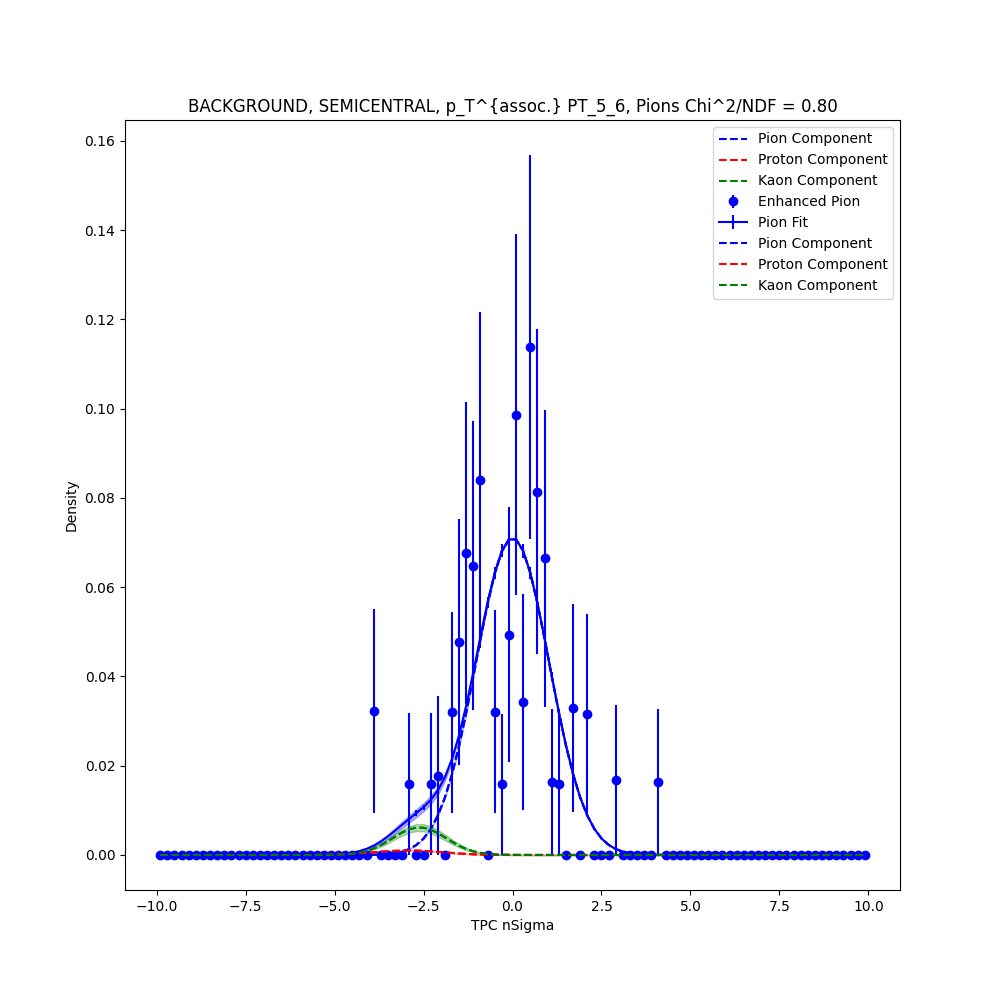 BACKGROUND, SEMICENTRAL, p_T^{assoc.} PT_5_6, Pions Chi^2/NDF = 0.80
Pion Component
Proton Component
Kaon Component
Enhanced Pion
Pion Fit
Pion Component
Proton Component
Kaon Component
0.16
0.14
0.12
0.10
0.08
0.06
0.04
0.02
0.00
Density
−10.0 −7.5 −5.0 −2.5 0.0 2.5 5.0 7.5 10.0
TPC nSigma